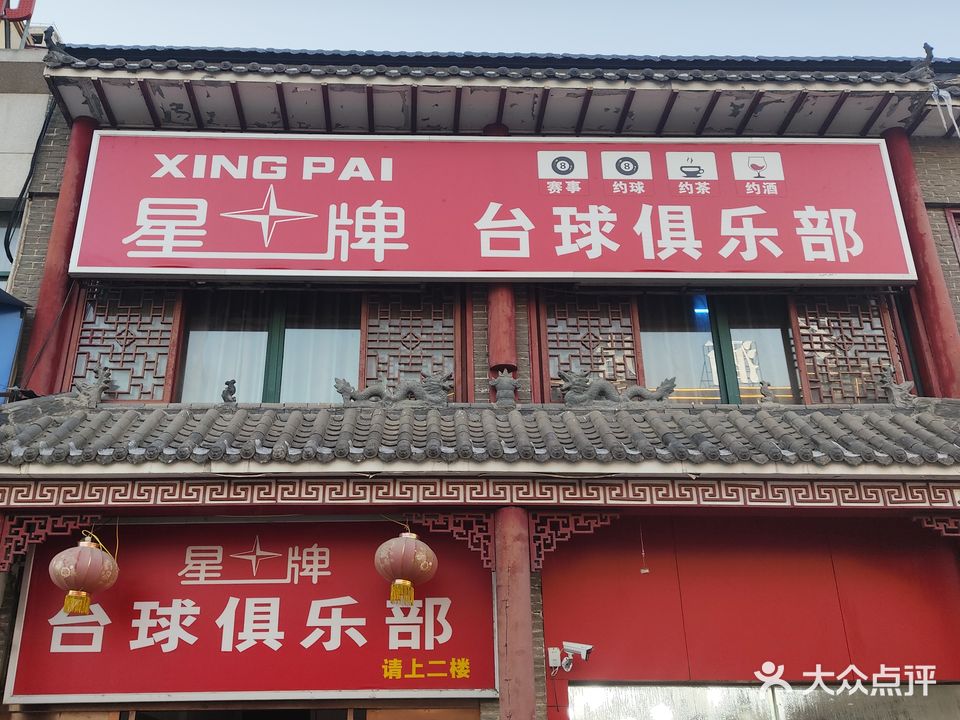 XING PAI
星牌
赛事 约球 约茶 约酒
台球俱乐部
星牌
台球俱乐部
请上二楼
大众点评